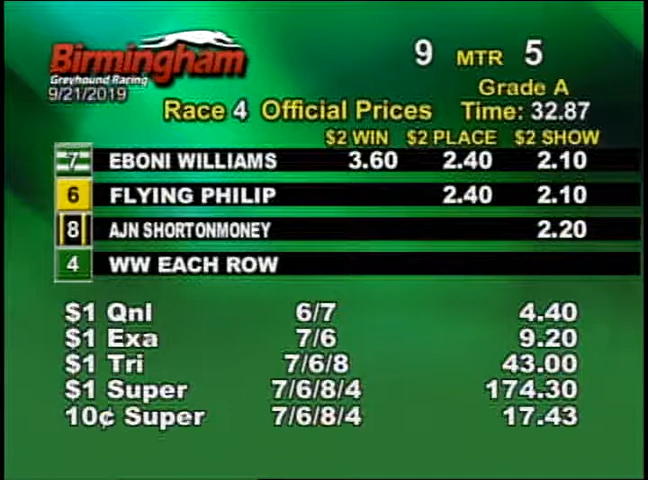 Birmingham
Greyhound Racing
9/21/2019
9 MTR 5
Grade A
Race 4 Official Prices Time: 32.87
$2 WIN $2 PLACE $2 SHOW
7 EBONI WILLIAMS 3.60 2.40 2.10
6 FLYING PHILIP 2.40 2.10
8 AJN SHORTONMONEY 2.20
4 WW EACH ROW
$1 Qnl 6/7 4.40
$1 Exa 7/6 9.20
$1 Tri 7/6/8 43.00
$1 Super 7/6/8/4 174.30
10¢ Super 7/6/8/4 17.43